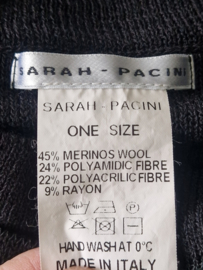 SARAH - PACINI
SARAH - PACINI
ONE SIZE
45% MERINOS WOOL
24% POLYAMIDIC FIBRE
22% POLYACRILIC FIBRE
9% RAYON
HAND WASH AT 0°C
MADE IN ITALY